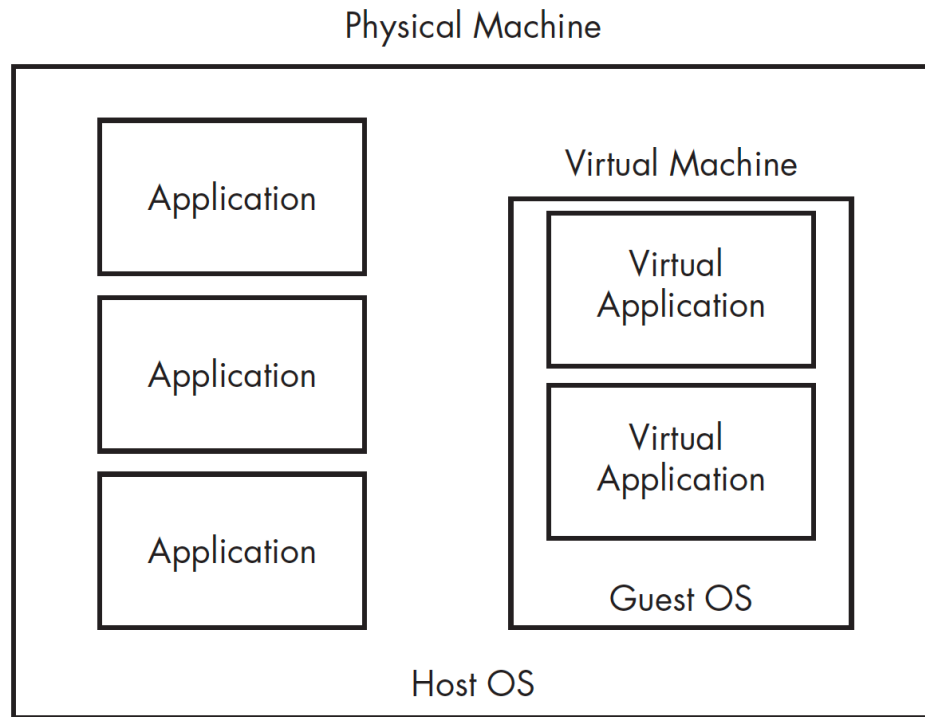 Physical Machine
Application
Application
Application
Virtual Machine
Virtual
Application
Virtual
Application
Guest OS
Host OS